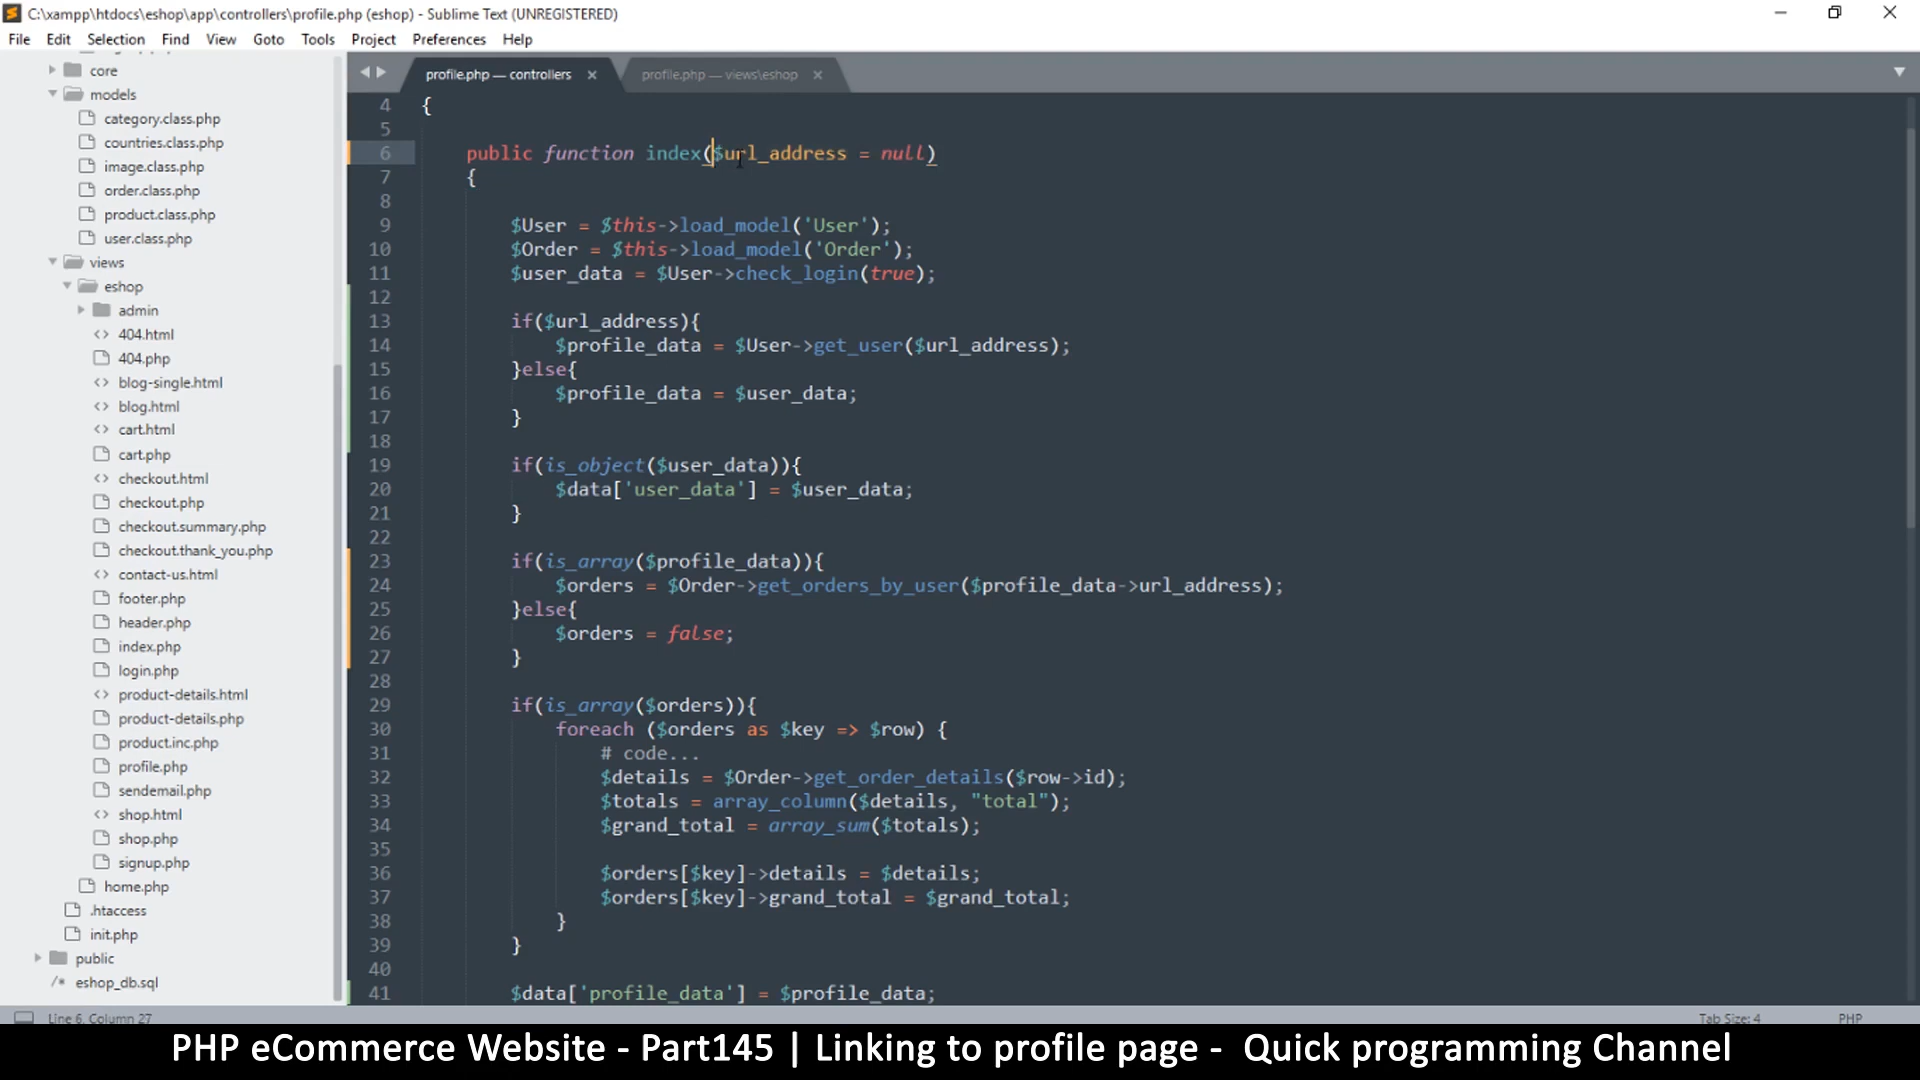 C:\xampp\htdocs\eshop\app\controllers\profile.php (eshop) - Sublime Text (UNREGISTERED)
File Edit Selection Find View Goto Tools Project Preferences Help
core
models
category.class.php
countries.class.php
image.class.php
order.class.php
product.class.php
user.class.php
views
eshop
admin
404.html
404.php
blog-single.html
blog.html
cart.html
cart.php
checkout.html
checkout.php
checkout.summary.php
checkout.thank_you.php
contact-us.html
footer.php
header.php
index.php
login.php
product-details.html
product-details.php
product.inc.php
profile.php
sendemail.php
shop.html
shop.php
signup.php
home.php
.htaccess
init.php
public
eshop_db.sql
profile.php — controllers
profile.php — views\eshop
4 {
5
6 public function index($url_address = null)
7 {
8
9 $User = $this->load_model('User');
10 $Order = $this->load_model('Order');
11 $user_data = $User->check_login(true);
12
13 if($url_address){
14 $profile_data = $User->get_user($url_address);
15 }else{
16 $profile_data = $user_data;
17 }
18
19 if(is_object($user_data)){
20 $data['user_data'] = $user_data;
21 }
22
23 if(is_array($profile_data)){
24 $orders = $Order->get_orders_by_user($profile_data->url_address);
25 }else{
26 $orders = false;
27 }
28
29 if(is_array($orders)){
30 foreach ($orders as $key => $row) {
31 # code...
32 $details = $Order->get_order_details($row->id);
33 $totals = array_column($details, "total");
34 $grand_total = array_sum($totals);
35
36 $orders[$key]->details = $details;
37 $orders[$key]->grand_total = $grand_total;
38 }
39 }
40
41 $data['profile_data'] = $profile_data;
Line 6, Column 27
Tab Size: 4
PHP
PHP eCommerce Website - Part145 | Linking to profile page - Quick programming Channel